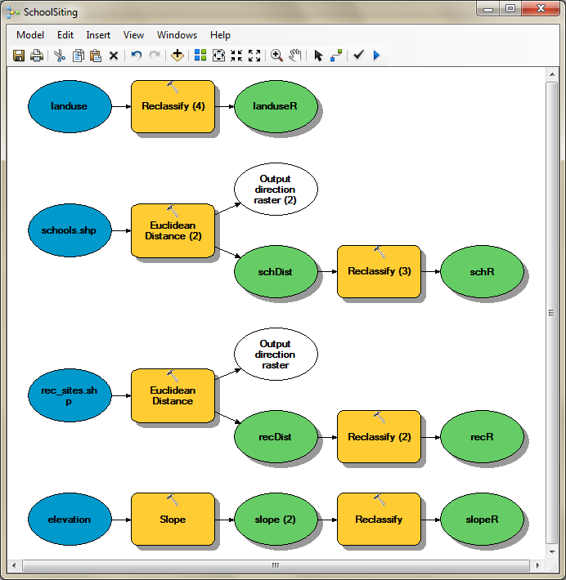 SchoolSiting
Model Edit Insert View Windows Help
landuse
Reclassify (4)
landuseR
Output
direction
raster (2)
schools.shp
Euclidean
Distance (2)
schDist
Reclassify (3)
schR
Output
direction
raster
rec_sites.sh
p
Euclidean
Distance
recDist
Reclassify (2)
recR
elevation
Slope
slope (2)
Reclassify
slopeR